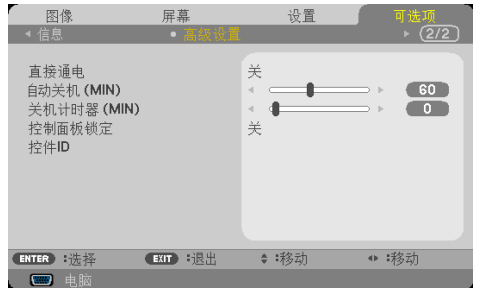 图像 屏幕 设置 可选项
信息 • 高级设置 2/2
直接通电 关
自动关机 (MIN) 60
关机计时器 (MIN) 0
控制面板锁定 关
控件ID
ENTER :选择 EXIT :退出 :移动 :移动
电脑